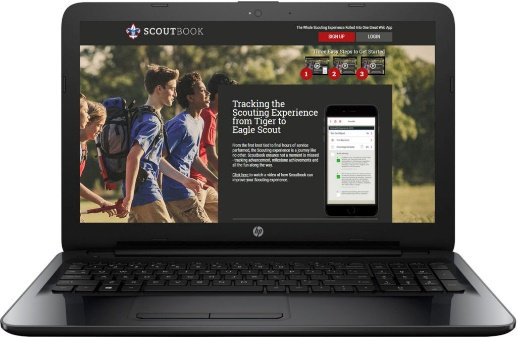 SCOUTBOOK
The Whole Scouting Experience Rolled Into One Great Web App
SIGN UP
LOGIN
Three Easy Steps to Get Started
1
2
3
Tracking the
Scouting Experience
from Tiger to
Eagle Scout
From the first knot tied to final hours of service
performed, the Scouting experience is a journey like
no other. Scoutbook ensures not a moment is missed
- tracking advancement, milestone achievements and
all the fun along the way.
Click here to watch a video of how Scoutbook can
improve your Scouting experience.
hp